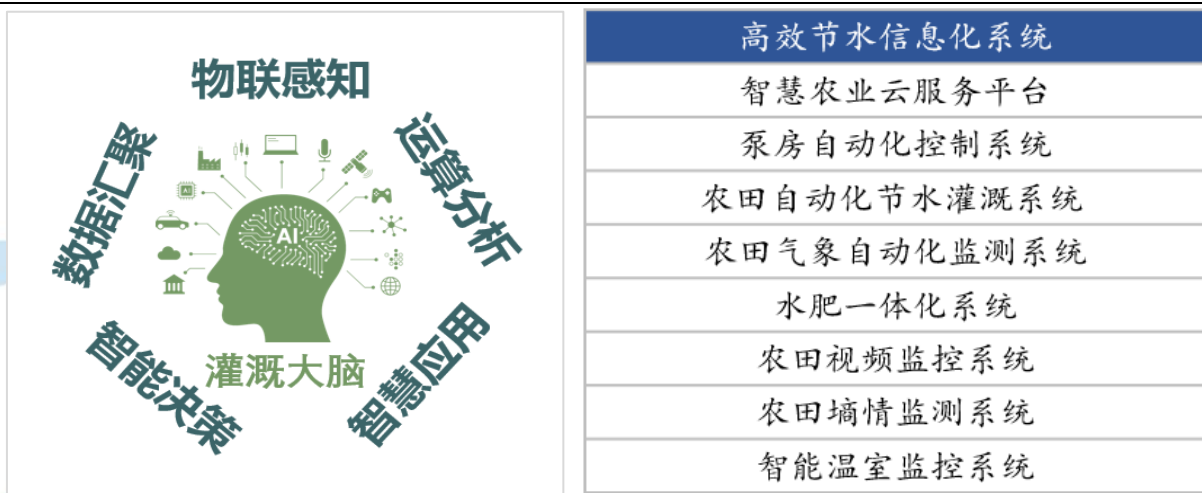 物联感知
数据汇聚
运算分析
AI
AI
智能决策
灌溉大脑
智慧应用
高效节水信息化系统
智慧农业云服务平台
泵房自动化控制系统
农田自动化节水灌溉系统
农田气象自动化监测系统
水肥一体化系统
农田视频监控系统
农田墒情监测系统
智能温室监控系统